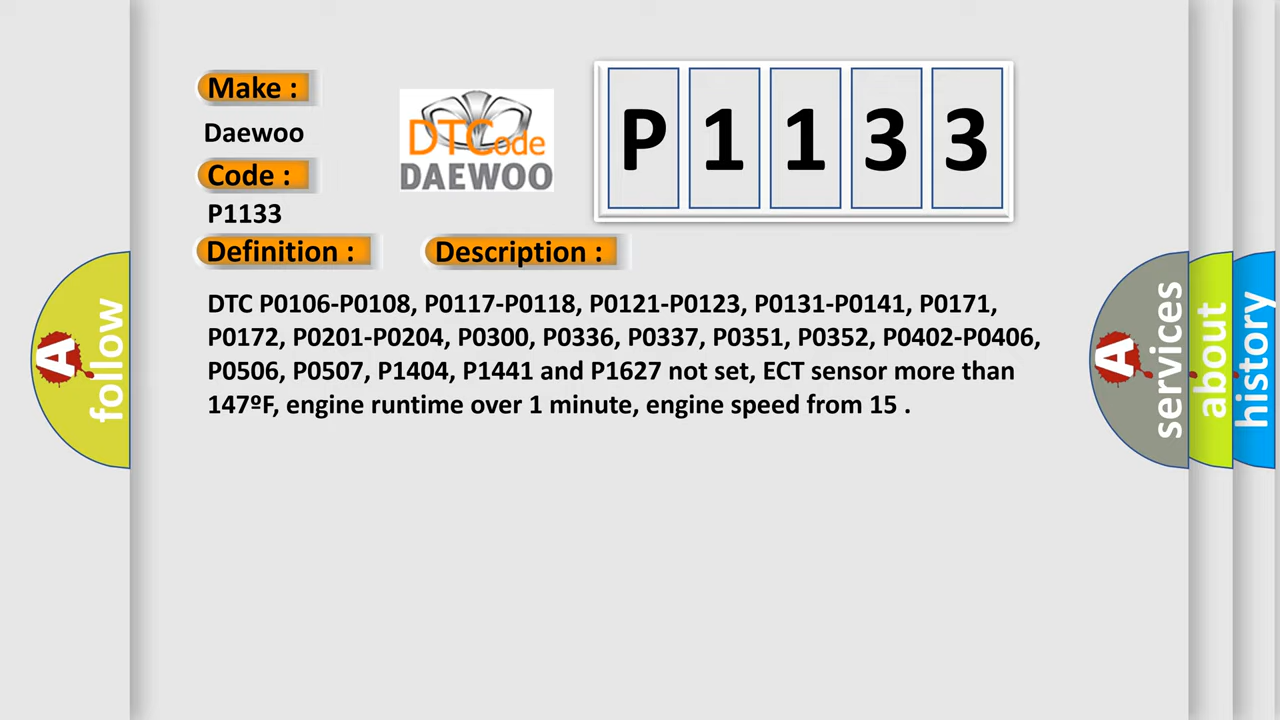 Make :
Daewoo
Code :
P1133
DTCode
DAEWOO
P 1 1 3 3
Definition :
Description :
DTC P0106-P0108, P0117-P0118, P0121-P0123, P0131-P0141, P0171,
P0172, P0201-P0204, P0300, P0336, P0337, P0351, P0352, P0402-P0406,
P0506, P0507, P1404, P1441 and P1627 not set, ECT sensor more than
147ºF, engine runtime over 1 minute, engine speed from 15 .
A follow
A services
about
history